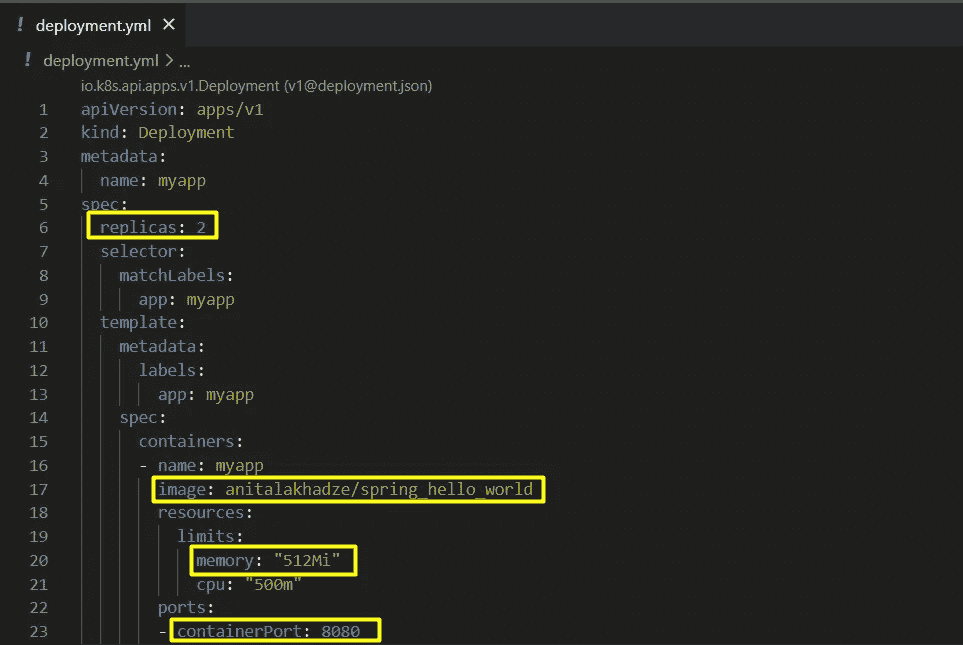 ! deployment.yml ×
! deployment.yml > ...
io.k8s.api.apps.v1.Deployment (v1@deployment.json)
1 apiVersion: apps/v1
2 kind: Deployment
3 metadata:
4 name: myapp
5 spec:
6 replicas: 2
7 selector:
8 matchLabels:
9 app: myapp
10 template:
11 metadata:
12 labels:
13 app: myapp
14 spec:
15 containers:
16 - name: myapp
17 image: anitalakhadze/spring_hello_world
18 resources:
19 limits:
20 memory: "512Mi"
21 cpu: "500m"
22 ports:
23 - containerPort: 8080